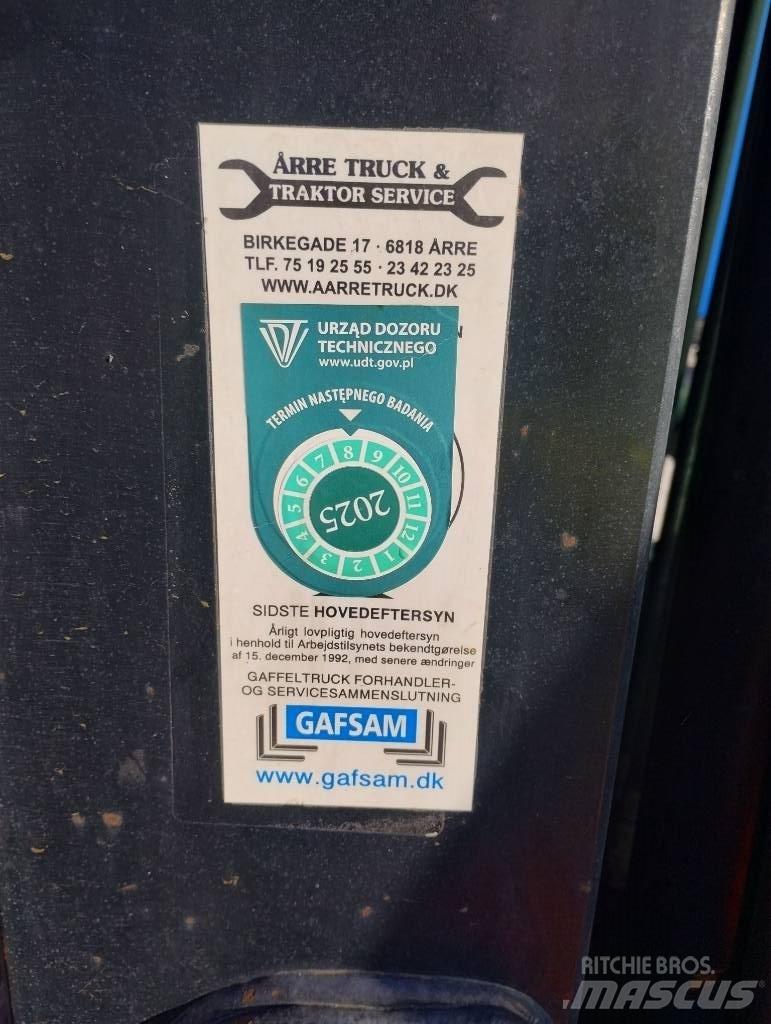 ÅRRE TRUCK &
TRAKTOR SERVICE
BIRKEGADE 17 · 6818 ÅRRE
TLF. 75 19 25 55 · 23 42 23 25
WWW.AARRETRUCK.DK
URZĄD DOZORU
TECHNICZNEGO
www.udt.gov.pl
TERMIN NASTĘPNEGO BADANIA
1 2 3 4 5 6 7 8 9 10 11 12
2025
SIDSTE HOVEDEFTERSYN
Årligt lovpligtig hovedeftersyn
i henhold til Arbejdstilsynets bekendtgørelse
af 15. december 1992, med senere ændringer
GAFFELTRUCK FORHANDLER-
OG SERVICESAMMENSLUTNING
GAFSAM
www.gafsam.dk
RITCHIE BROS.
MASCUS